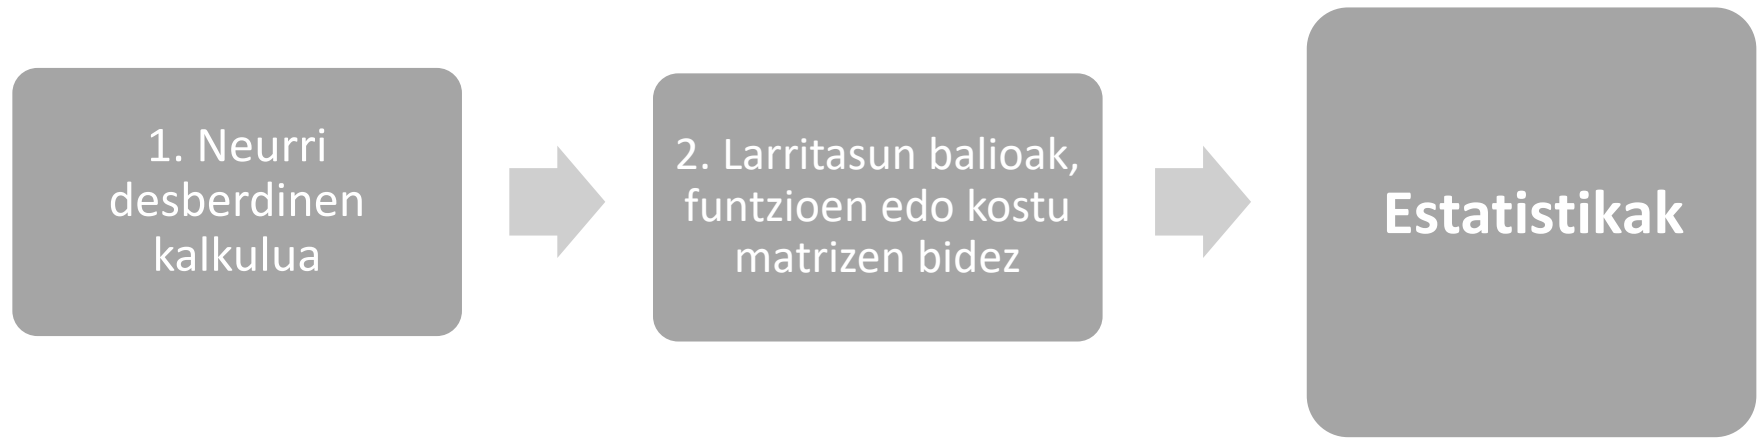 1. Neurri
desberdinen
kalkulua
2. Larritasun balioak,
funtzioen edo kostu
matrizen bidez
Estatistikak